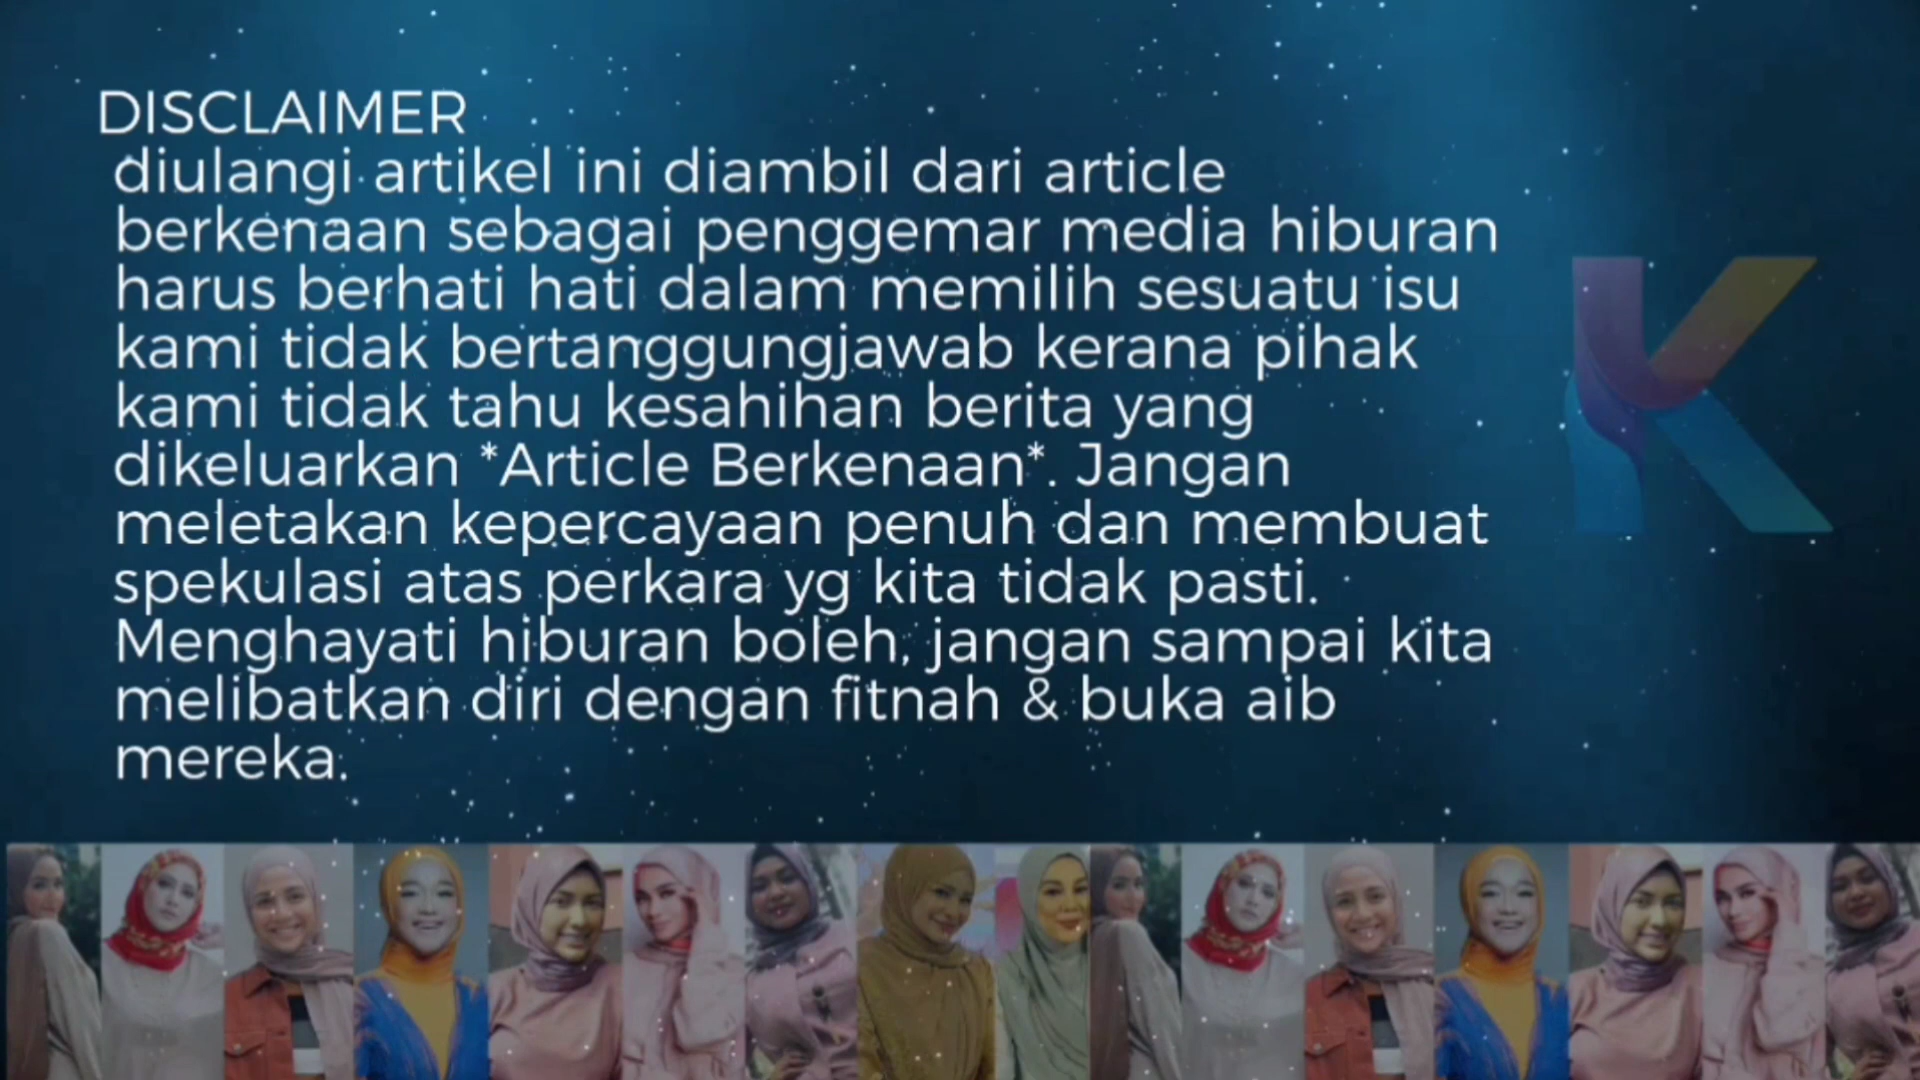 DISCLAIMER
diulangi artikel ini diambil dari article
berkenaan sebagai penggemar media hiburan
harus berhati hati dalam memilih sesuatu isu
kami tidak bertanggungjawab kerana pihak
kami tidak tahu kesahihan berita yang
dikeluarkan *Article Berkenaan*. Jangan
meletakan kepercayaan penuh dan membuat
spekulasi atas perkara yg kita tidak pasti.
Menghayati hiburan boleh, jangan sampai kita
melibatkan diri dengan fitnah & buka aib
mereka.
K